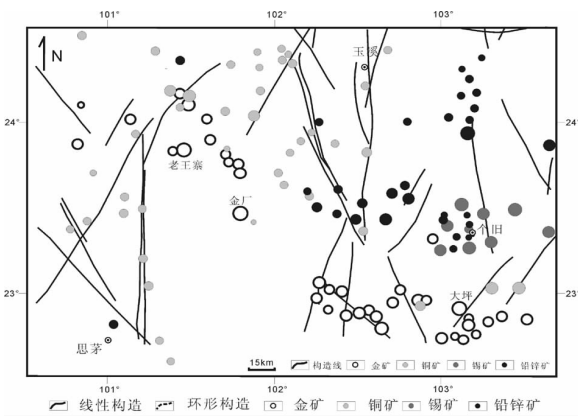 101° 102° 103°
N
玉溪
24° 24°
老王寨
金厂
个旧
23° 23°
大坪
思茅
15km 构造线 金矿 铜矿 锡矿 铅锌矿
101° 102° 103°
线性构造 环形构造 金矿 铜矿 锡矿 铅锌矿